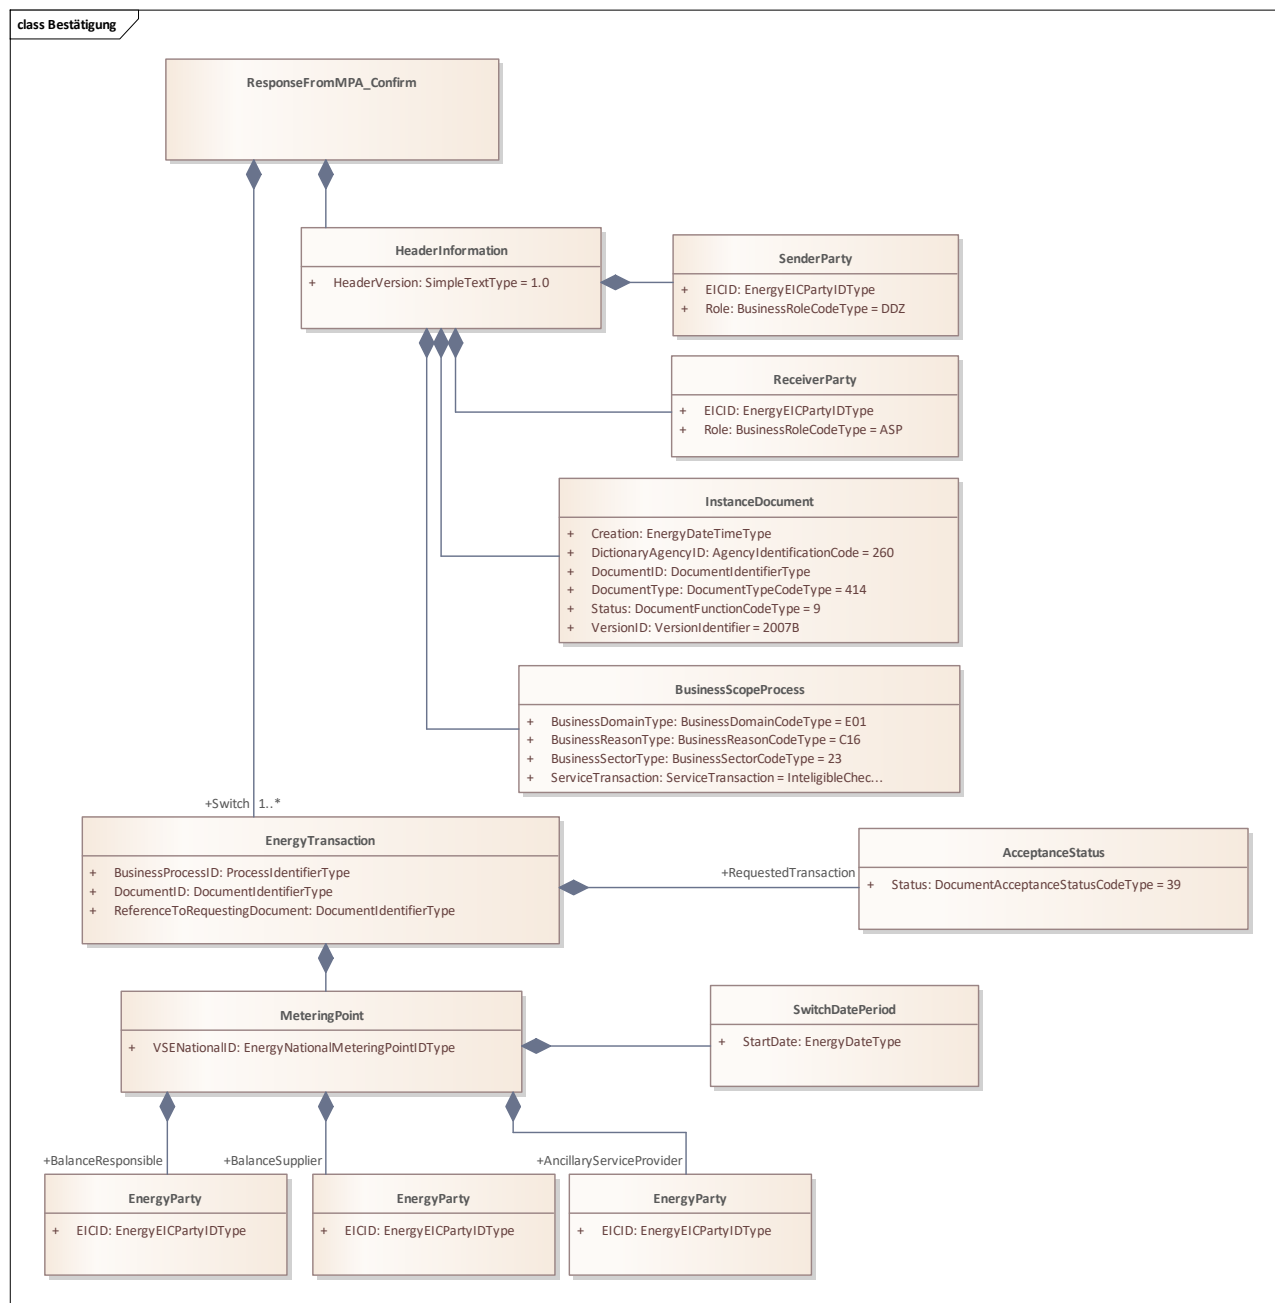 class Bestätigung
ResponseFromMPA_Confirm
HeaderInformation
+ HeaderVersion: SimpleTextType = 1.0
SenderParty
+ EICID: EnergyEICPartyIDType
+ Role: BusinessRoleCodeType = DDZ
ReceiverParty
+ EICID: EnergyEICPartyIDType
+ Role: BusinessRoleCodeType = ASP
InstanceDocument
+ Creation: EnergyDateTimeType
+ DictionaryAgencyID: AgencyIdentificationCode = 260
+ DocumentID: DocumentIdentifierType
+ DocumentType: DocumentTypeCodeType = 414
+ Status: DocumentFunctionCodeType = 9
+ VersionID: VersionIdentifier = 2007B
BusinessScopeProcess
+ BusinessDomainType: BusinessDomainCodeType = E01
+ BusinessReasonType: BusinessReasonCodeType = C16
+ BusinessSectorType: BusinessSectorCodeType = 23
+ ServiceTransaction: ServiceTransaction = InteligibleChec...
+Switch 1..*
EnergyTransaction
+ BusinessProcessID: ProcessIdentifierType
+ DocumentID: DocumentIdentifierType
+ ReferenceToRequestingDocument: DocumentIdentifierType
+RequestedTransaction
AcceptanceStatus
+ Status: DocumentAcceptanceStatusCodeType = 39
MeteringPoint
+ VSENationalID: EnergyNationalMeteringPointIDType
SwitchDatePeriod
+ StartDate: EnergyDateType
+BalanceResponsible
+BalanceSupplier
+AncillaryServiceProvider
EnergyParty
+ EICID: EnergyEICPartyIDType
EnergyParty
+ EICID: EnergyEICPartyIDType
EnergyParty
+ EICID: EnergyEICPartyIDType